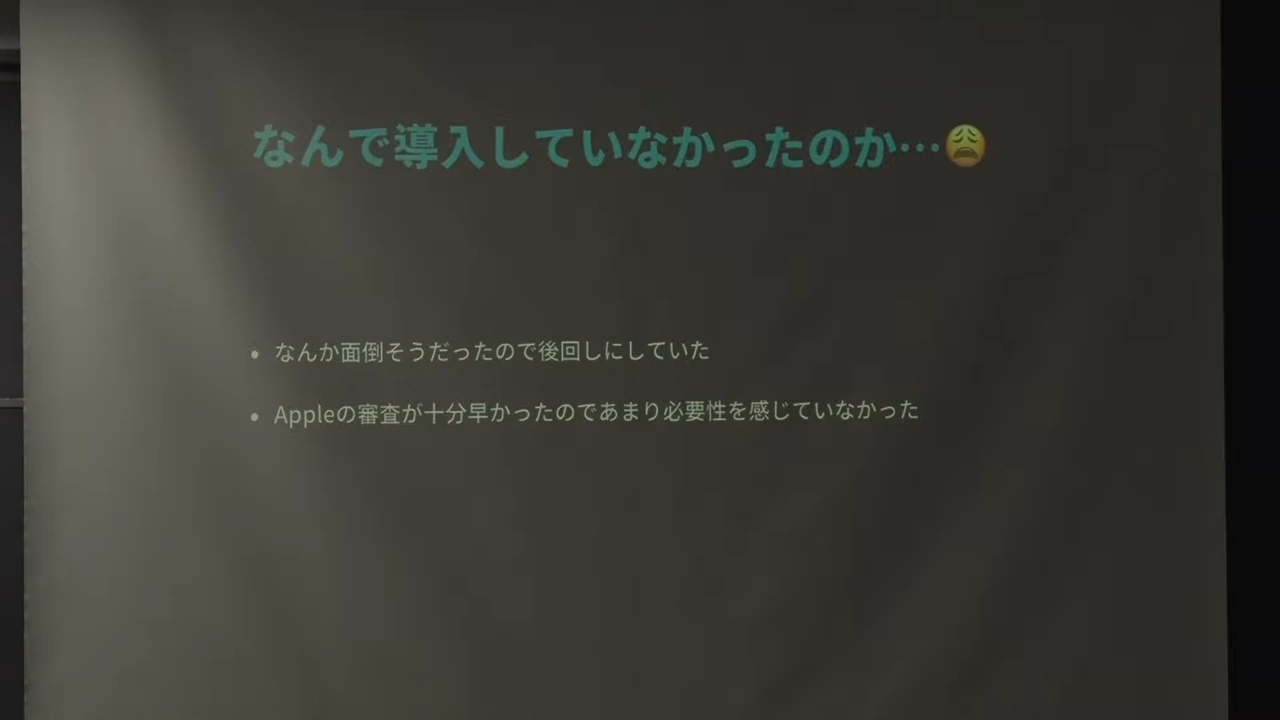 なんで導入していなかったのか…😩
• なんか面倒そうだったので後回しにしていた
• Appleの審査が十分早かったのであまり必要性を感じていなかった